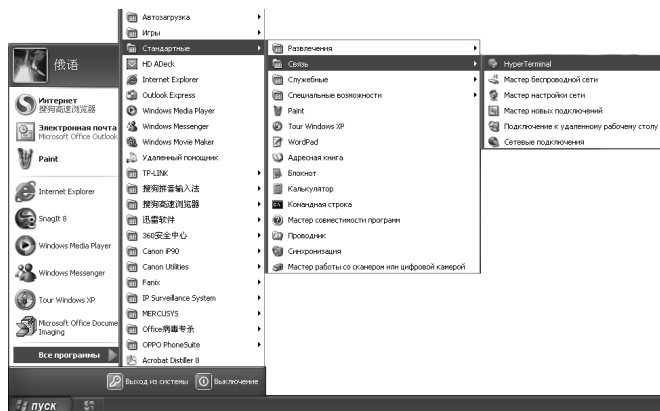 俄语
Интернет
搜狗高速浏览器
Электронная почта
Microsoft Office Outlook
Paint
Internet Explorer
SnagIt 8
Windows Media Player
Windows Messenger
Tour Windows XP
Microsoft Office Docume
Imaging
Все программы
Автозагрузка
Игры
Стандартные
HD ADeck
Internet Explorer
Outlook Express
Windows Media Player
Windows Messenger
Windows Movie Maker
Удаленный помощник
TP-LINK
搜狗拼音输入法
搜狗高速浏览器
迅雷软件
360安全中心
Canon iP90
Canon Utilities
Fanix
IP Surveillance System
MERCUSYS
Office病毒专杀
OPPO PhoneSuite
Acrobat Distiller 8
Развлечения
Связь
Служебные
Специальные возможности
Paint
Tour Windows XP
WordPad
Адресная книга
Блокнот
Калькулятор
Командная строка
Мастер совместимости программ
Проводник
Синхронизация
Мастер работы со сканером или цифровой камерой
HyperTerminal
Мастер беспроводной сети
Мастер настройки сети
Мастер новых подключений
Подключение к удаленному рабочему столу
Сетевые подключения
Выход из системы
Выключение
пуск